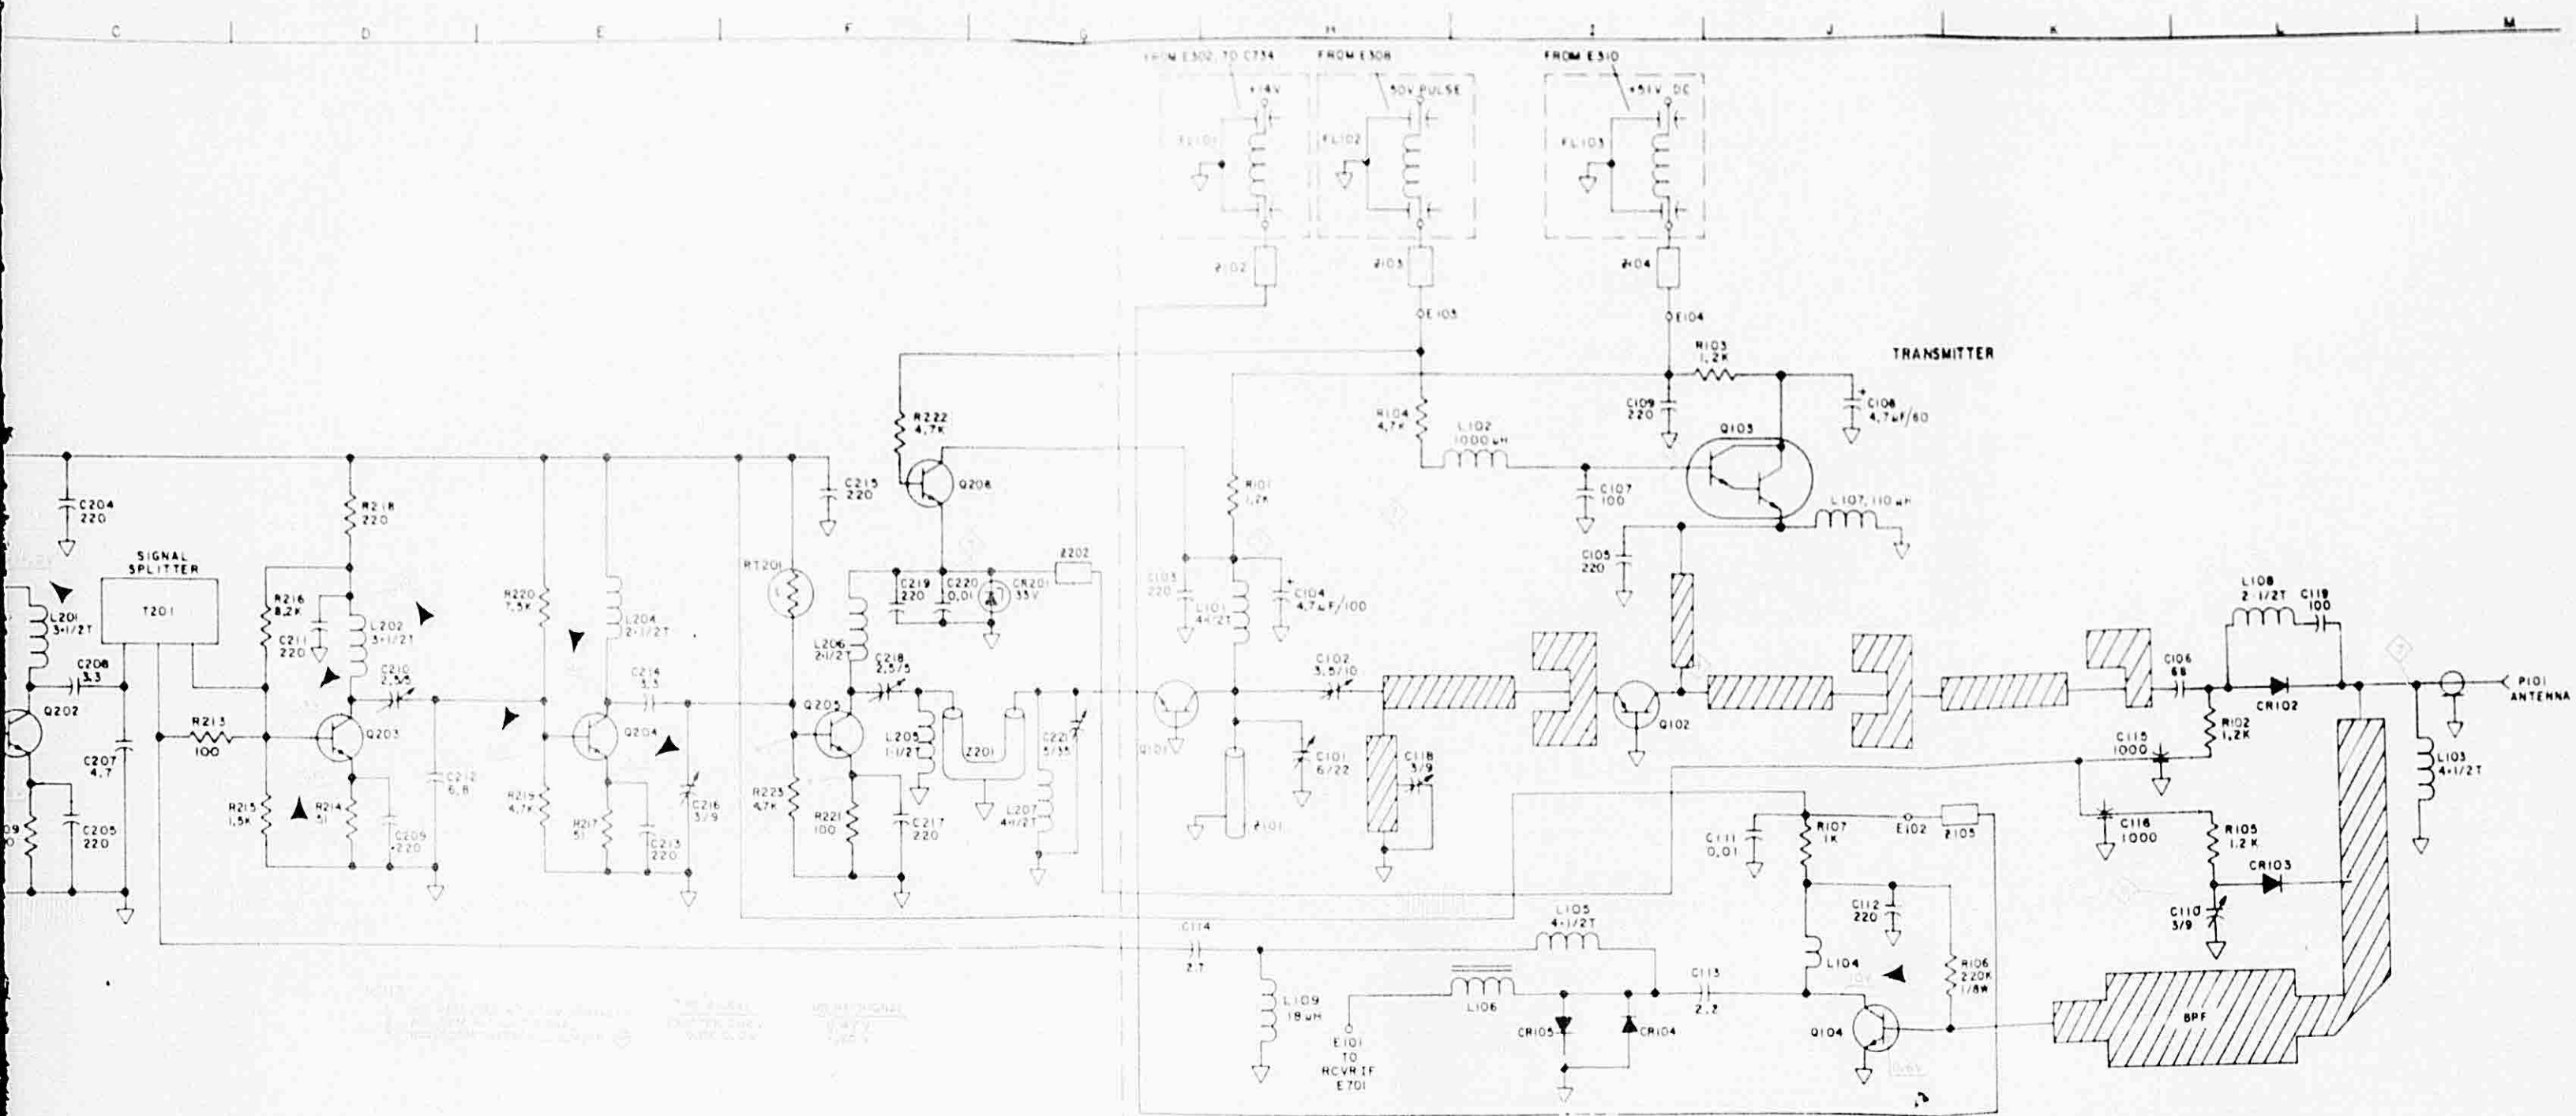 C
D
E
F
G
H
I
J
K
L
M
FROM E302, TO C734
FROM E308
FROM E310
+14V
50V PULSE
+51V DC
FL101
FL102
FL103
Z102
Z103
Z104
E103
E104
TRANSMITTER
R103
1.2K
C109
220
C108
4.7µF/60
R104
4.7K
L102
1000µH
Q103
C107
100
L107, 110µH
C105
220
R222
4.7K
Q206
C215
220
C204
220
R218
220
SIGNAL
SPLITTER
T201
RT201
C219
220
C220
0.01
CR201
33V
Z202
R101
1.2K
C103
220
L101
4-1/2T
C104
4.7µF/100
L201
3-1/2T
R216
8.2K
C211
220
L202
3-1/2T
R220
7.5K
L204
2-1/2T
L206
2-1/2T
C208
3.3
C210
2.5/5
C214
3.3
C218
2.5/5
C102
3.5/10
L108
2-1/2T
C119
100
C106
68
CR102
P101
ANTENNA
Q202
C207
4.7
R213
100
Q203
Q204
Q205
L205
1-1/2T
Z201
C221
5/35
Q101
C101
6/22
C118
3/9
Q102
R102
1.2K
C115
1000
L103
4-1/2T
C205
220
R215
1.5K
R214
51
C209
220
C212
6.8
R219
4.7K
R217
51
C213
220
C216
3/9
R223
4.7K
R221
100
C217
220
L207
4-1/2T
Z101
C111
0.01
R107
1K
E102
Z105
C116
1000
R105
1.2K
CR103
C110
3/9
C112
220
C114
2.7
L105
4-1/2T
L104
R106
220K
1/8W
L109
18µH
L106
C113
2.2
CR105
CR104
Q104
BPF
E101
TO
RCVR IF
E701